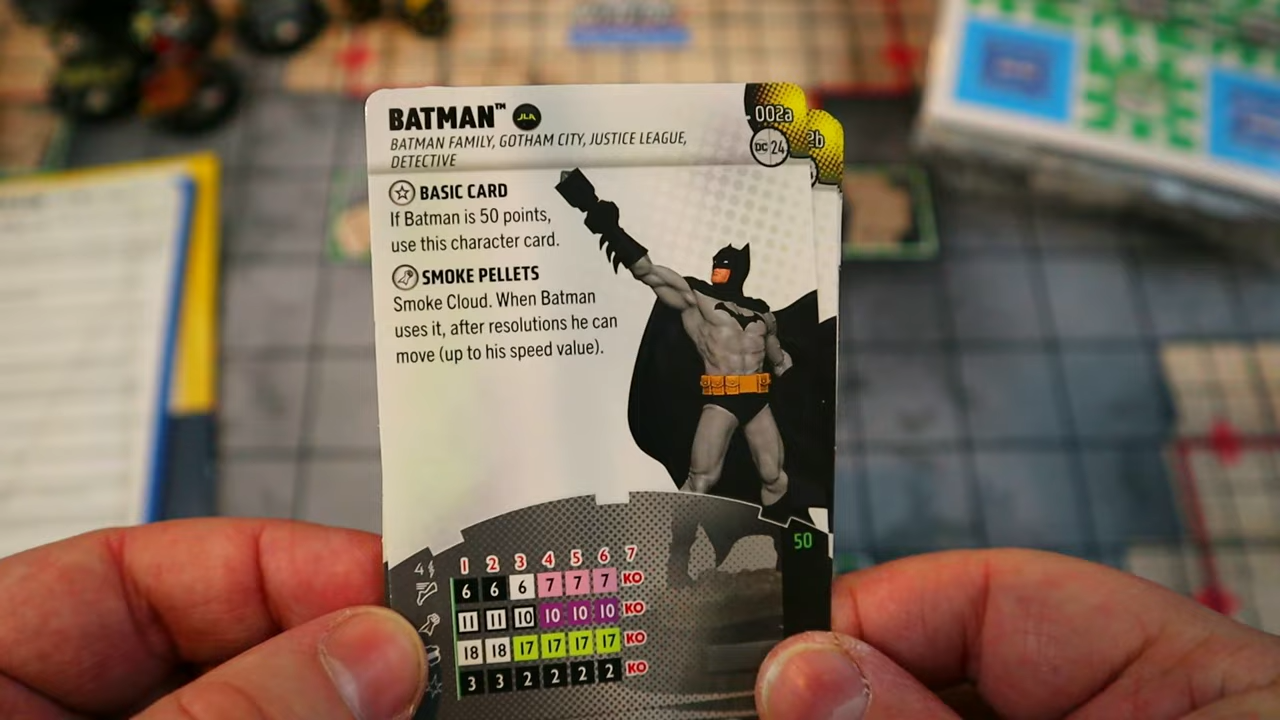 BATMAN™ JLA
002a
BATMAN FAMILY, GOTHAM CITY, JUSTICE LEAGUE,
DETECTIVE
DC 24
2b
BASIC CARD
If Batman is 50 points,
use this character card.
SMOKE PELLETS
Smoke Cloud. When Batman
uses it, after resolutions he can
move (up to his speed value).
50
4 1 2 3 4 5 6 7
6 6 6 7 7 7 KO
11 11 10 10 10 10 KO
18 18 17 17 17 17 KO
3 3 2 2 2 2 KO